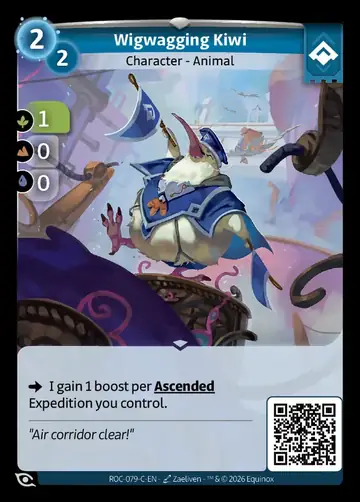 2
2
Wigwagging Kiwi
Character - Animal
1
0
0
I gain 1 boost per Ascended
Expedition you control.
"Air corridor clear!"
ROC-079-C-EN - Zaeliven - ™ & © 2026 Equinox